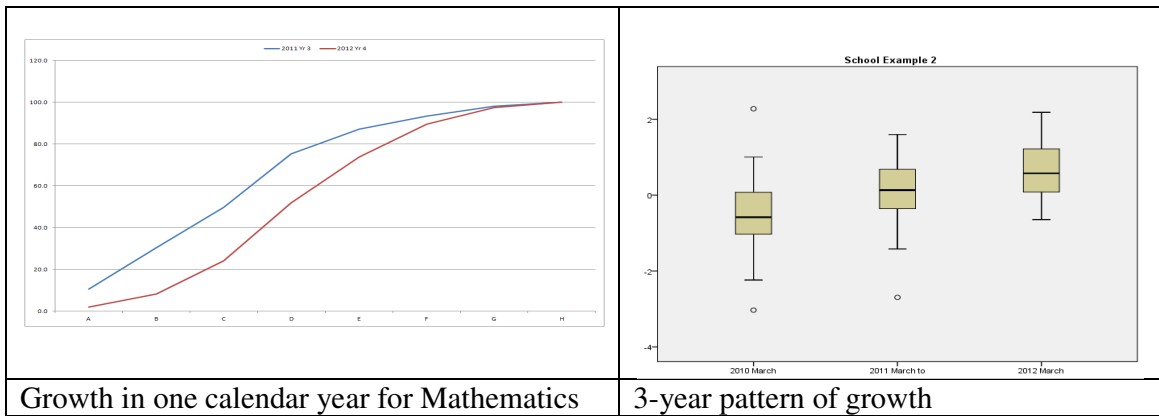 2011 Yr 3 2012 Yr 4
120.0
100.0
80.0
60.0
40.0
20.0
0.0
A B C D E F G H
School Example 2
2
0
-2
-4
2010 March 2011 March to 2012 March
Growth in one calendar year for Mathematics
3-year pattern of growth